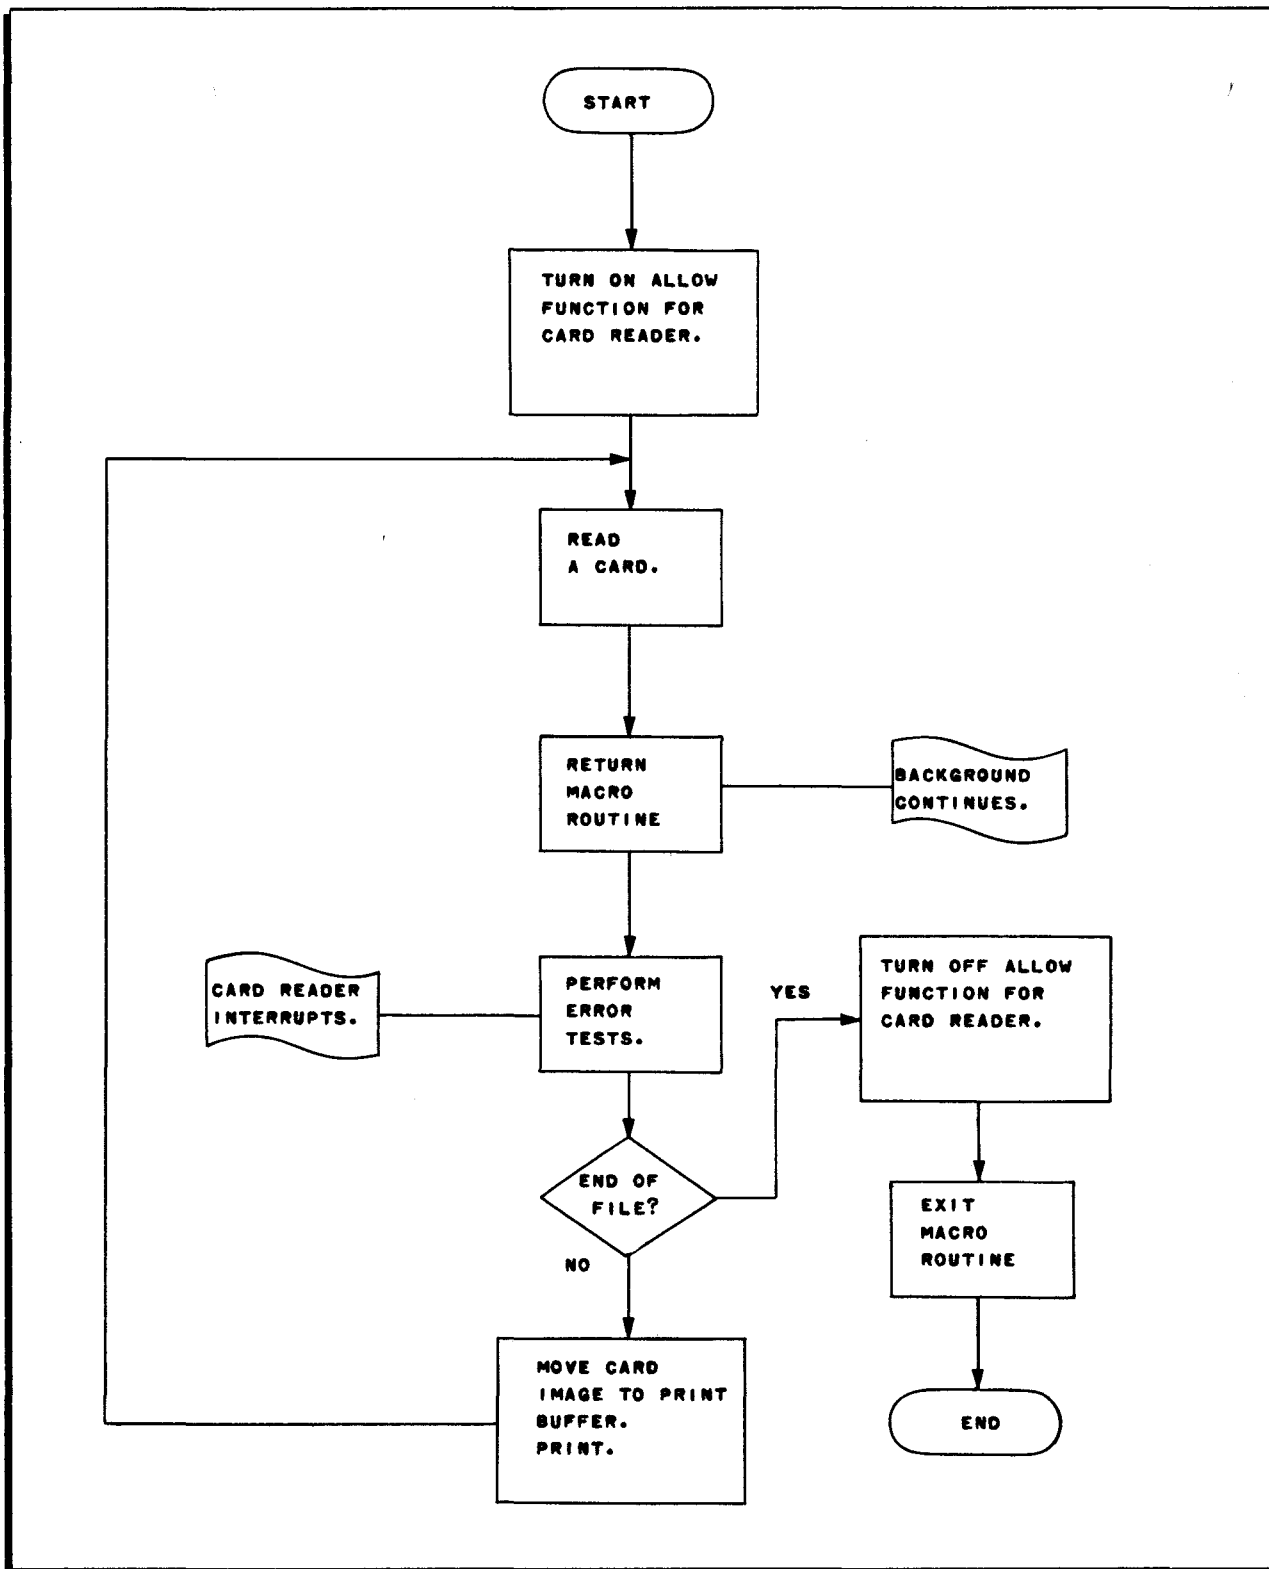 START
TURN ON ALLOW
FUNCTION FOR
CARD READER.
READ
A CARD.
RETURN
MACRO
ROUTINE
BACKGROUND
CONTINUES.
CARD READER
INTERRUPTS.
PERFORM
ERROR
TESTS.
YES
TURN OFF ALLOW
FUNCTION FOR
CARD READER.
END OF
FILE?
NO
EXIT
MACRO
ROUTINE
MOVE CARD
IMAGE TO PRINT
BUFFER.
PRINT.
END